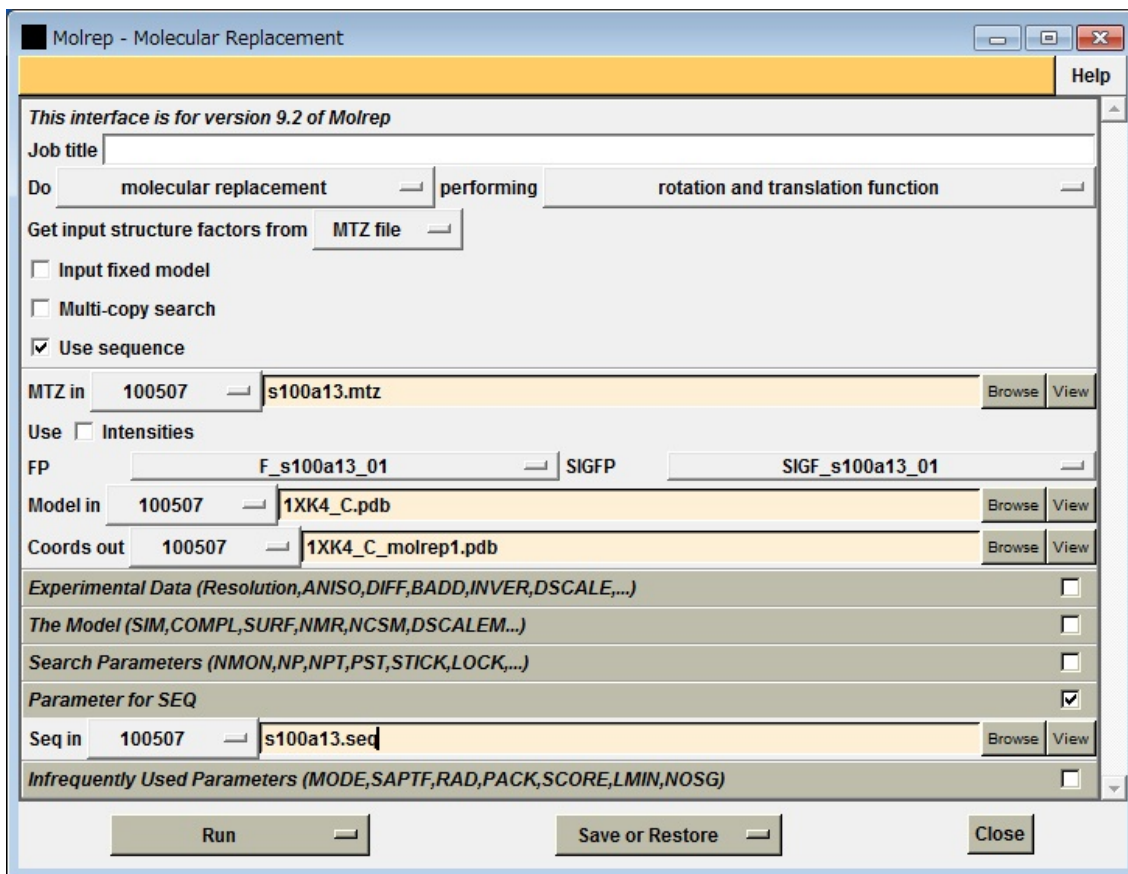 Molrep - Molecular Replacement
Help
This interface is for version 9.2 of Molrep
Job title
Do molecular replacement performing rotation and translation function
Get input structure factors from MTZ file
Input fixed model
Multi-copy search
Use sequence
MTZ in 100507 s100a13.mtz Browse View
Use Intensities
FP F_s100a13_01 SIGFP SIGF_s100a13_01
Model in 100507 1XK4_C.pdb Browse View
Coords out 100507 1XK4_C_molrep1.pdb Browse View
Experimental Data (Resolution,ANISO,DIFF,BADD,INVER,DSCALE,...)
The Model (SIM,COMPL,SURF,NMR,NCSM,DSCALEM...)
Search Parameters (NMON,NP,NPT,PST,STICK,LOCK,...)
Parameter for SEQ
Seq in 100507 s100a13.seq Browse View
Infrequently Used Parameters (MODE,SAPTF,RAD,PACK,SCORE,LMIN,NOSG)
Run Save or Restore Close